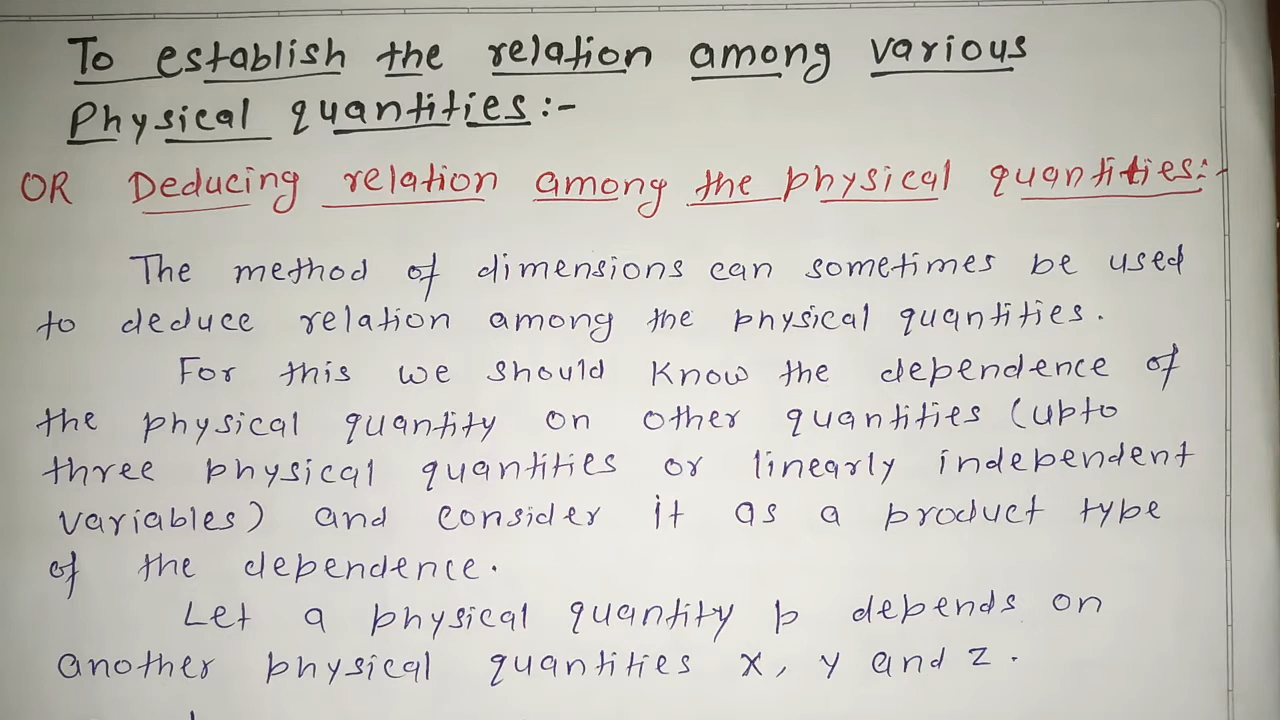 To establish the relation among various
Physical quantities:-
OR Deducing relation among the physical quantities:-
The method of dimensions can sometimes be used
to deduce relation among the physical quantities.
For this we should know the dependence of
the physical quantity on other quantities (upto
three physical quantities or linearly independent
variables) and consider it as a product type
of the dependence.
Let a physical quantity p depends on
another physical quantities x, y and z.